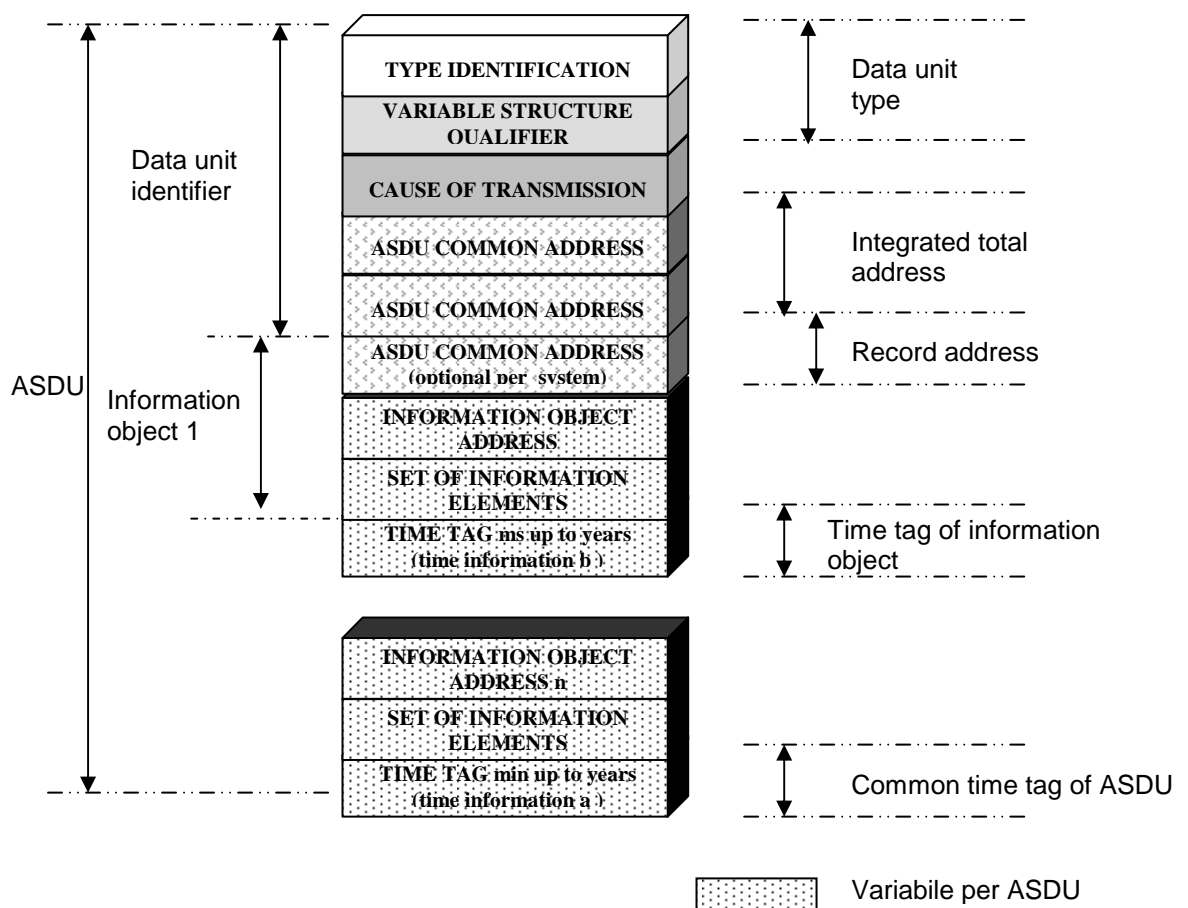 TYPE IDENTIFICATION
VARIABLE STRUCTURE
QUALIFIER
CAUSE OF TRANSMISSION
ASDU COMMON ADDRESS
ASDU COMMON ADDRESS
ASDU COMMON ADDRESS
(optional per system)
INFORMATION OBJECT
ADDRESS
SET OF INFORMATION
ELEMENTS
TIME TAG ms up to years
(time information b )
INFORMATION OBJECT
ADDRESS n
SET OF INFORMATION
ELEMENTS
TIME TAG min up to years
(time information a )
ASDU
Data unit
identifier
Information
object 1
Data unit
type
Integrated total
address
Record address
Time tag of information
object
Common time tag of ASDU
Variabile per ASDU